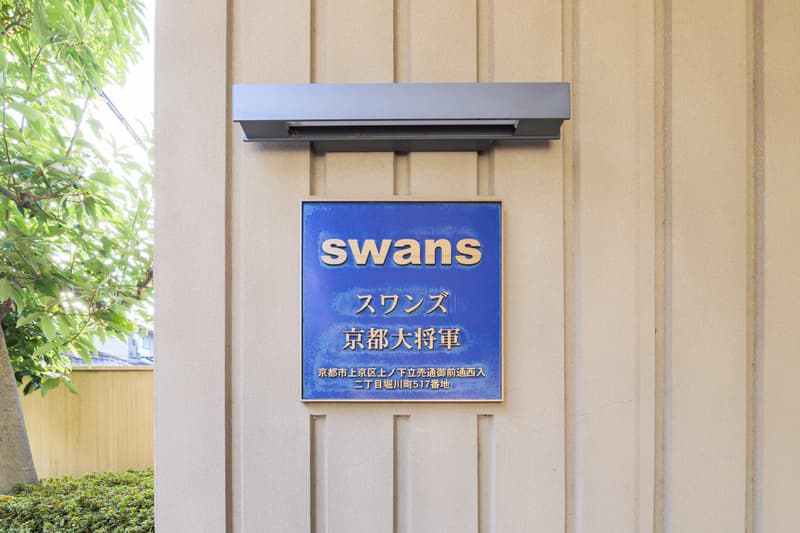 swans
スワンズ
京都大将軍
京都市上京区上ノ下立売通御前通西入
二丁目堀川町517番地